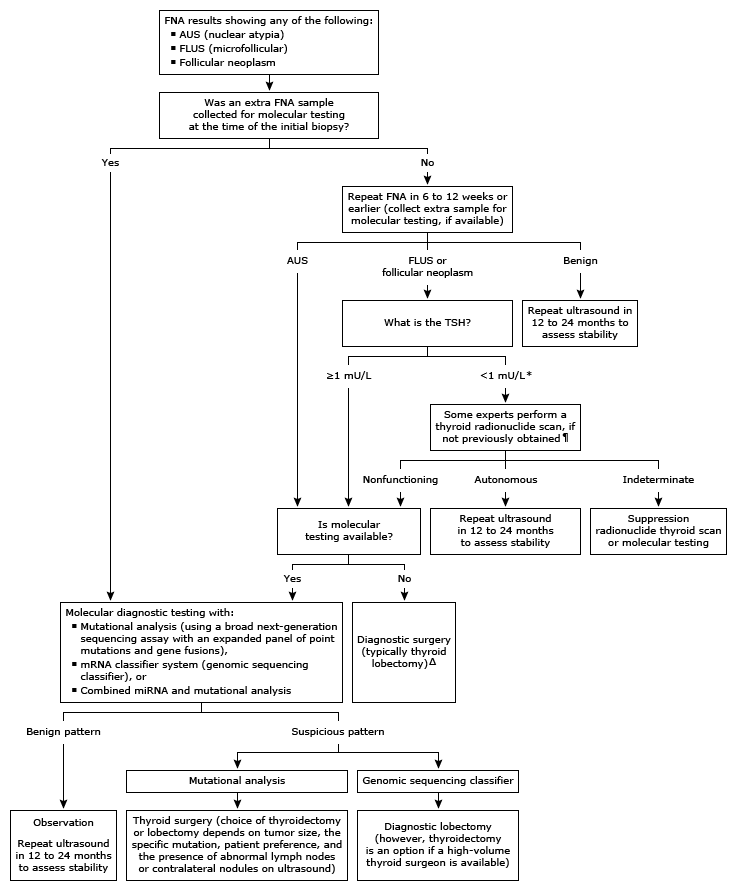 FNA results showing any of the following:
▪ AUS (nuclear atypia)
▪ FLUS (microfollicular)
▪ Follicular neoplasm
Was an extra FNA sample
collected for molecular testing
at the time of the initial biopsy?
Yes
No
Repeat FNA in 6 to 12 weeks or
earlier (collect extra sample for
molecular testing, if available)
AUS
FLUS or
follicular neoplasm
Benign
What is the TSH?
Repeat ultrasound in
12 to 24 months to
assess stability
≥1 mU/L
<1 mU/L*
Some experts perform a
thyroid radionuclide scan, if
not previously obtained¶
Nonfunctioning
Autonomous
Indeterminate
Is molecular
testing available?
Repeat ultrasound
in 12 to 24 months
to assess stability
Suppression
radionuclide thyroid scan
or molecular testing
Yes
No
Molecular diagnostic testing with:
▪ Mutational analysis (using a broad next-generation
sequencing assay with an expanded panel of point
mutations and gene fusions),
▪ mRNA classifier system (genomic sequencing
classifier), or
▪ Combined miRNA and mutational analysis
Diagnostic surgery
(typically thyroid
lobectomy)Δ
Benign pattern
Suspicious pattern
Mutational analysis
Genomic sequencing classifier
Observation
Repeat ultrasound
in 12 to 24 months
to assess stability
Thyroid surgery (choice of thyroidectomy
or lobectomy depends on tumor size, the
specific mutation, patient preference, and
the presence of abnormal lymph nodes
or contralateral nodules on ultrasound)
Diagnostic lobectomy
(however, thyroidectomy
is an option if a high-volume
thyroid surgeon is available)